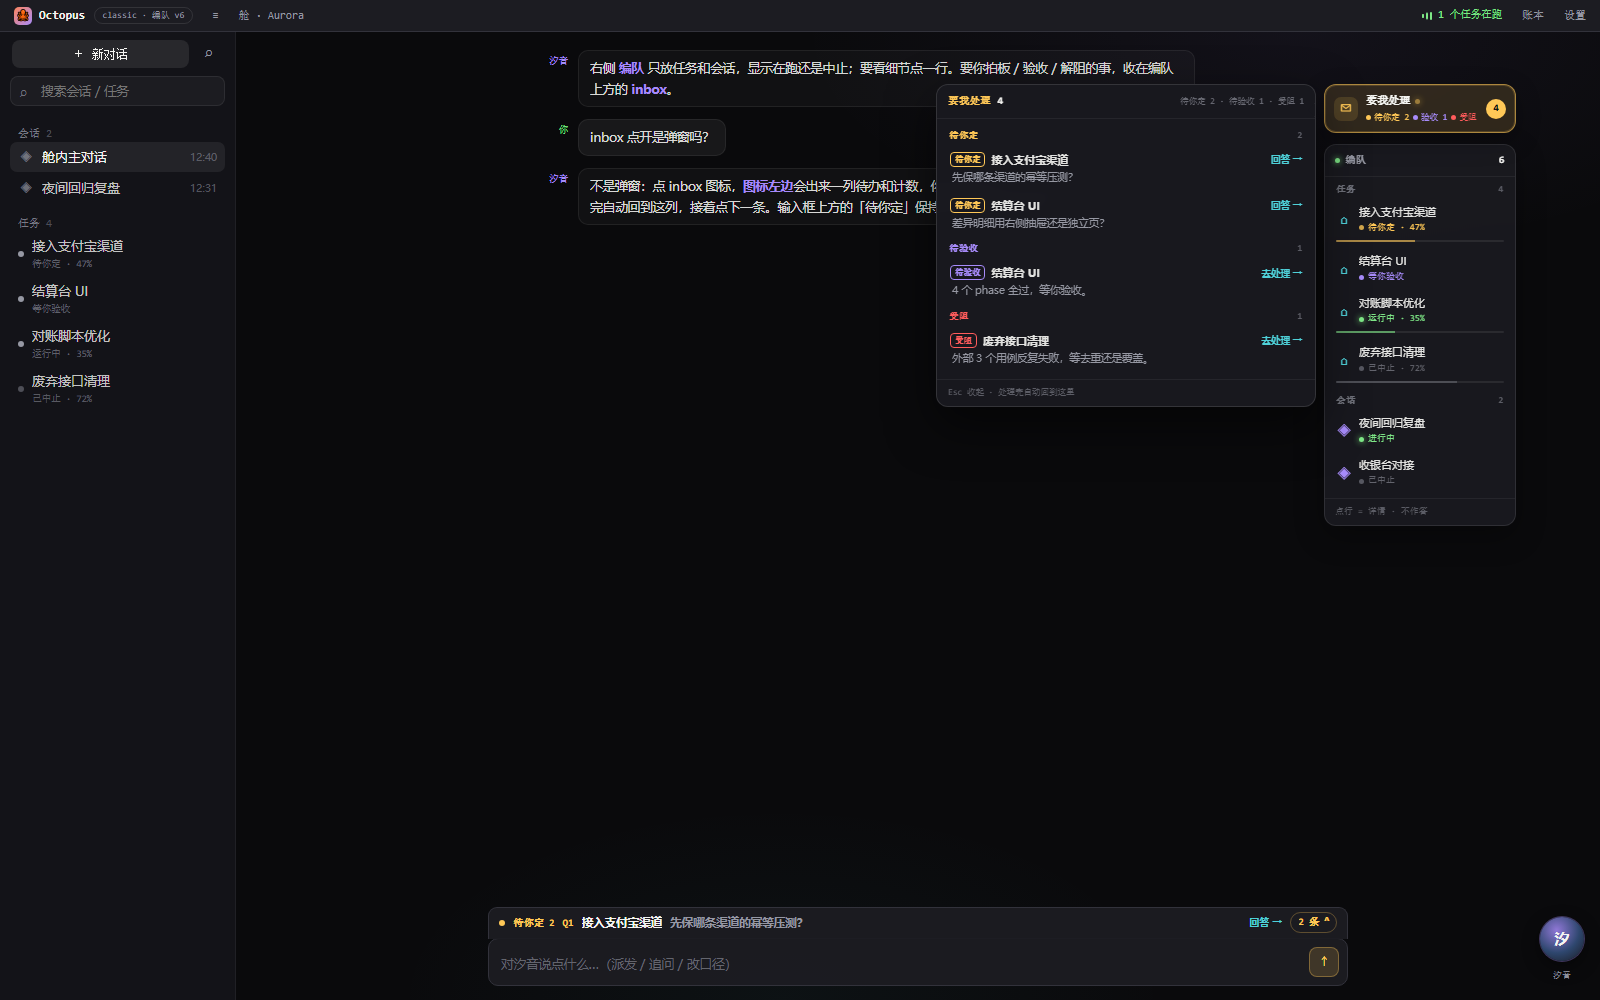 Octopus
classic · 编队 v6
≡
舱 · Aurora
1 个任务在跑
账本
设置
+ 新对话
搜索会话 / 任务
会话 2
舱内主对话 12:40
夜间回归复盘 12:31
任务 4
接入支付宝渠道
待你定 · 47%
结算台 UI
等你验收
对账脚本优化
运行中 · 35%
废弃接口清理
已中止 · 72%
汐音
右侧 编队 只放任务和会话，显示在跑还是中止；要看细节点一行。要你拍板 / 验收 / 解阻的事，收在编队
上方的 inbox。
你
inbox 点开是弹窗吗？
汐音
不是弹窗：点 inbox 图标，图标左边会出来一列待办和计数，
完自动回到这列，接着点下一条。输入框上方的「待你定」保持
要我处理 4
待你定 2 · 待验收 1 · 受阻 1
待你定 2
待你定 接入支付宝渠道 回答→
先保哪条渠道的幂等压测？
待你定 结算台 UI 回答→
差异明细用右侧抽屉还是独立页？
待验收 1
待验收 结算台 UI 去处理→
4 个 phase 全过，等你验收。
受阻 1
受阻 废弃接口清理 去处理→
外部 3 个用例反复失败，等去重还是覆盖。
Esc 收起 · 处理完自动回到这里
要我处理
待你定 2 验收 1 受阻
4
编队 6
任务 4
接入支付宝渠道
待你定 · 47%
结算台 UI
等你验收
对账脚本优化
运行中 · 35%
废弃接口清理
已中止 · 72%
会话 2
夜间回归复盘
进行中
收银台对接
已中止
点行 = 详情 · 不作答
待你定 2 Q1 接入支付宝渠道 先保哪条渠道的幂等压测？ 回答→ 2 条 ^
对汐音说点什么…（派发 / 追问 / 改口径）
↑
汐
汐音